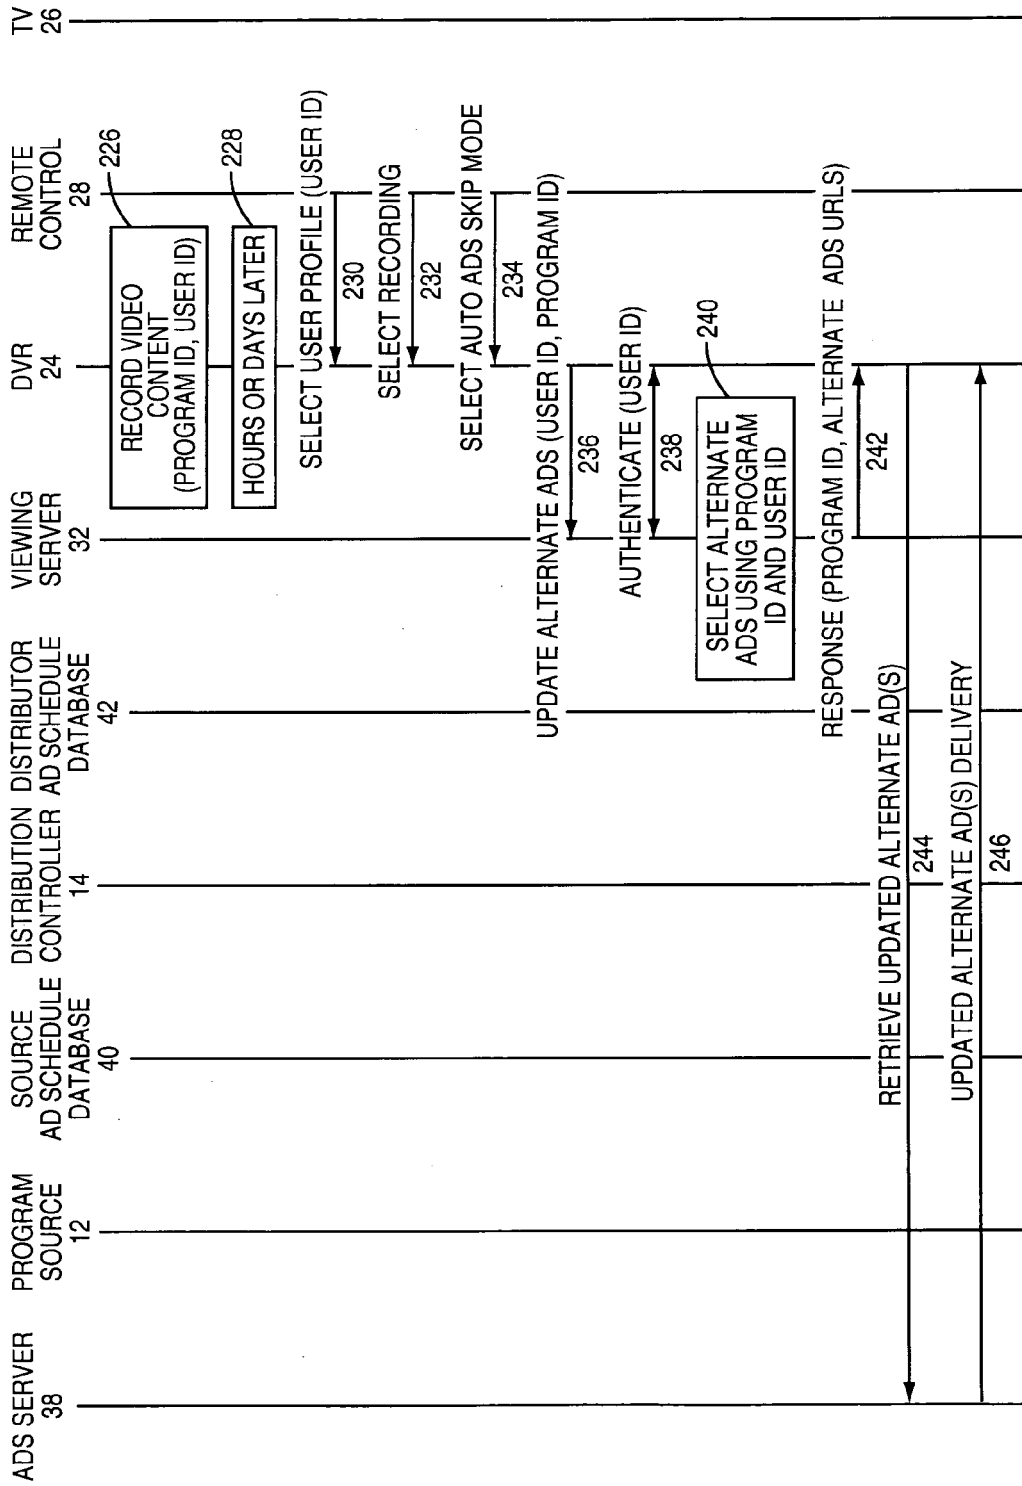 ADS SERVER
38
PROGRAM
SOURCE
12
SOURCE
AD SCHEDULE
DATABASE
40
DISTRIBUTION
CONTROLLER
14
DISTRIBUTOR
AD SCHEDULE
DATABASE
42
VIEWING
SERVER
32
DVR
24
REMOTE
CONTROL
28
TV
26
RECORD VIDEO
CONTENT
(PROGRAM ID, USER ID)
226
HOURS OR DAYS LATER
228
SELECT USER PROFILE (USER ID)
230
SELECT RECORDING
232
SELECT AUTO ADS SKIP MODE
234
UPDATE ALTERNATE ADS (USER ID, PROGRAM ID)
236
AUTHENTICATE (USER ID)
238
SELECT ALTERNATE
ADS USING PROGRAM
ID AND USER ID
240
RESPONSE (PROGRAM ID, ALTERNATE ADS URLS)
242
RETRIEVE UPDATED ALTERNATE AD(S)
244
UPDATED ALTERNATE AD(S) DELIVERY
246